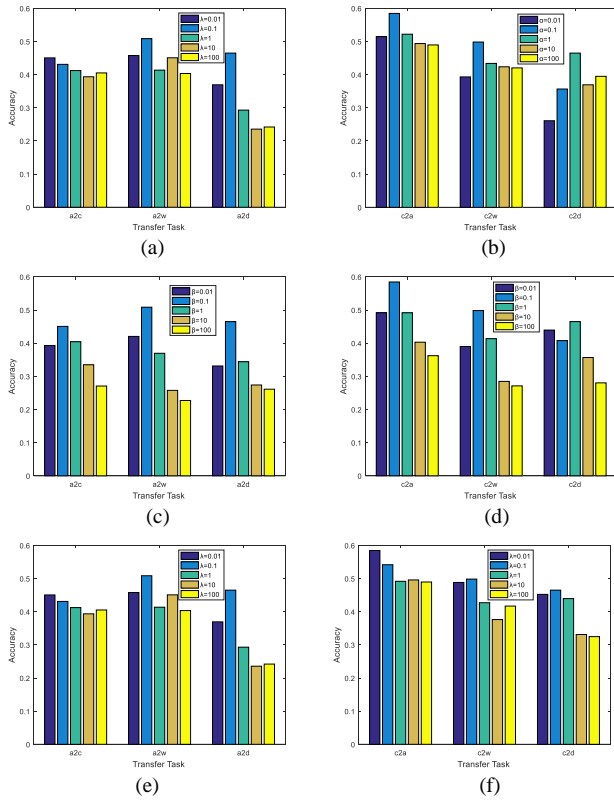 0.6
0.5
0.4
0.3
0.2
0.1
0
Accuracy
a2c a2w a2d
Transfer Task
λ=0.01
λ=0.1
λ=1
λ=10
λ=100
(a)
0.6
0.5
0.4
0.3
0.2
0.1
0
Accuracy
c2a c2w c2d
Transfer Task
α=0.01
α=0.1
α=1
α=10
α=100
(b)
0.6
0.5
0.4
0.3
0.2
0.1
0
Accuracy
a2c a2w a2d
Transfer Task
β=0.01
β=0.1
β=1
β=10
β=100
(c)
0.6
0.5
0.4
0.3
0.2
0.1
0
Accuracy
c2a c2w c2d
Transfer Task
β=0.01
β=0.1
β=1
β=10
β=100
(d)
0.6
0.5
0.4
0.3
0.2
0.1
0
Accuracy
a2c a2w a2d
Transfer Task
λ=0.01
λ=0.1
λ=1
λ=10
λ=100
(e)
0.6
0.5
0.4
0.3
0.2
0.1
0
Accuracy
c2a c2w c2d
Transfer Task
λ=0.01
λ=0.1
λ=1
λ=10
λ=100
(f)